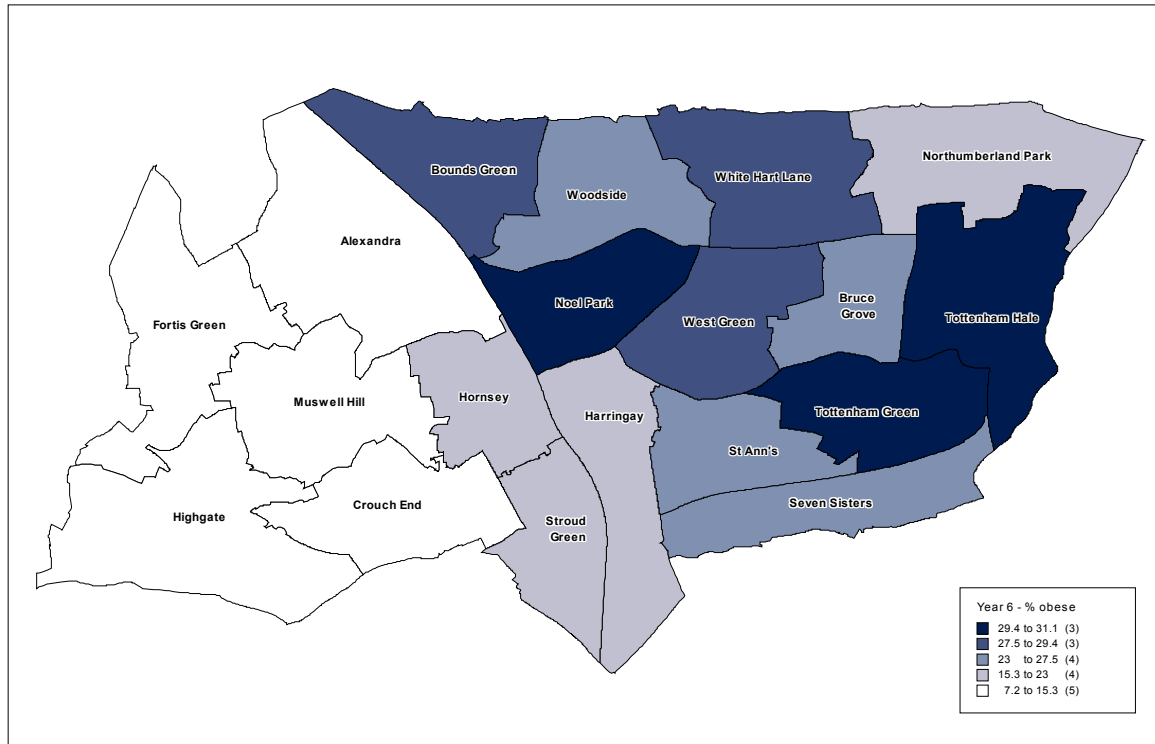 Bounds Green
Woodside
White Hart Lane
Northumberland Park
Alexandra
Noel Park
Bruce
Grove
Fortis Green
West Green
Tottenham Hale
Muswell Hill
Hornsey
Harringay
Tottenham Green
St Ann's
Highgate
Crouch End
Stroud
Green
Seven Sisters
Year 6 - % obese
29.4 to 31.1 (3)
27.5 to 29.4 (3)
23 to 27.5 (4)
15.3 to 23 (4)
7.2 to 15.3 (5)